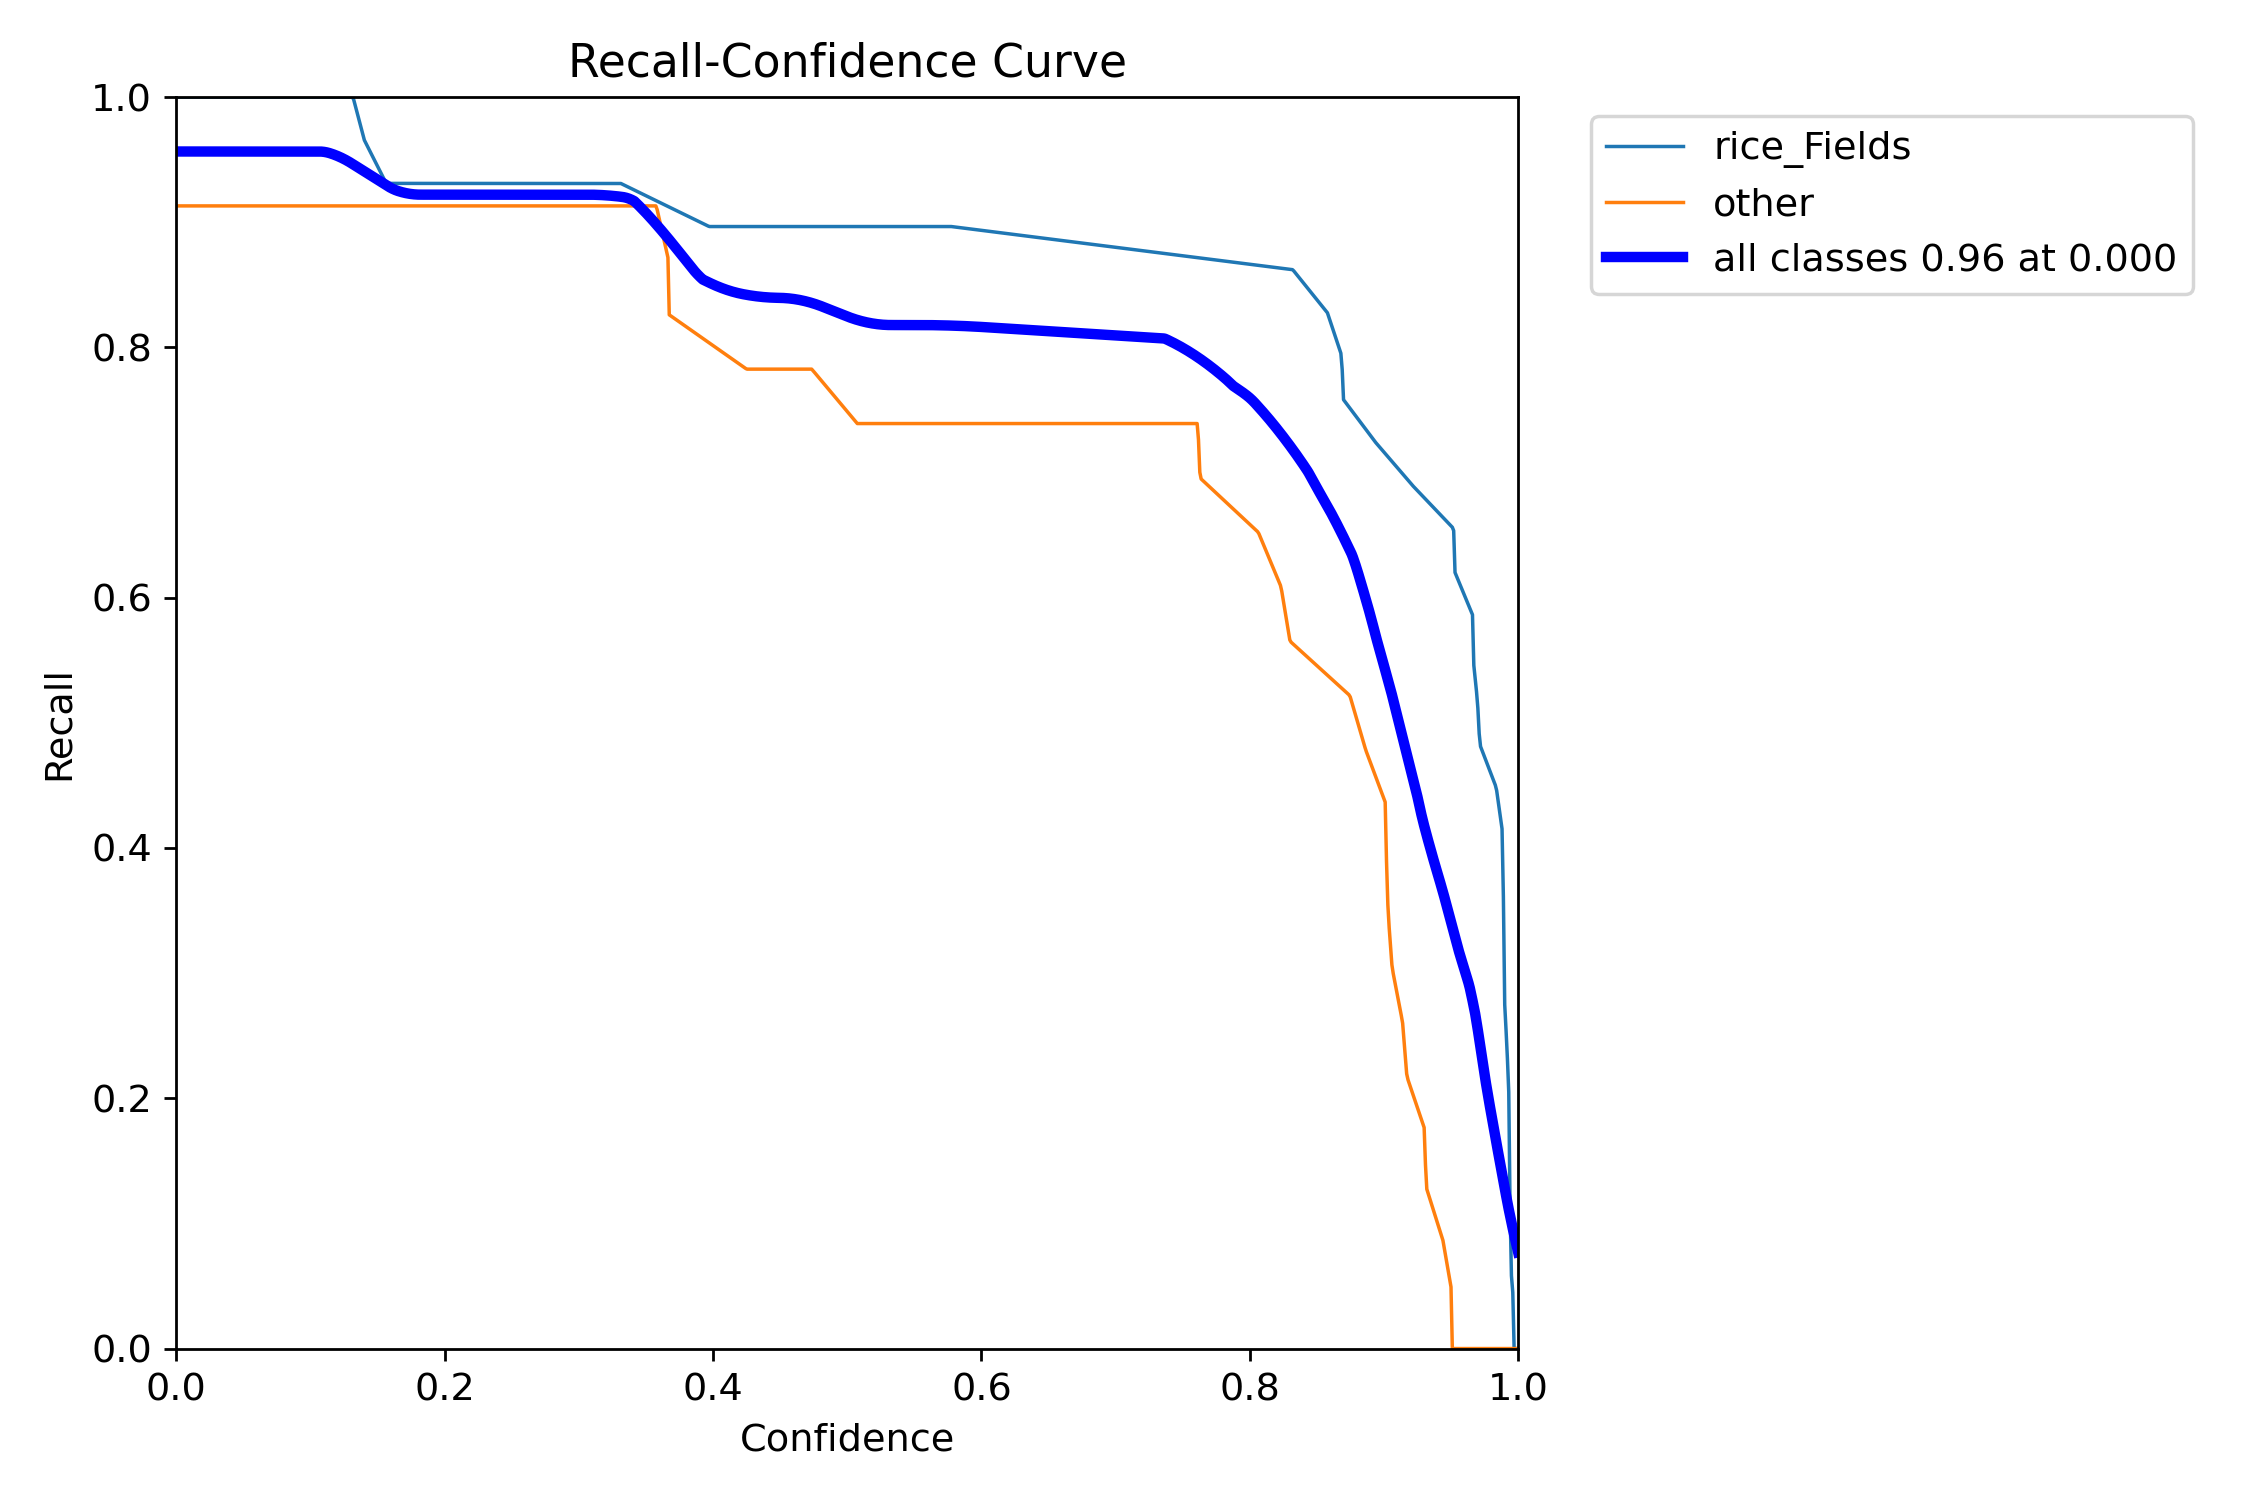 Recall-Confidence Curve
1.0
0.8
0.6
0.4
0.2
0.0
Recall
0.0 0.2 0.4 0.6 0.8 1.0
Confidence
rice_Fields
other
all classes 0.96 at 0.000